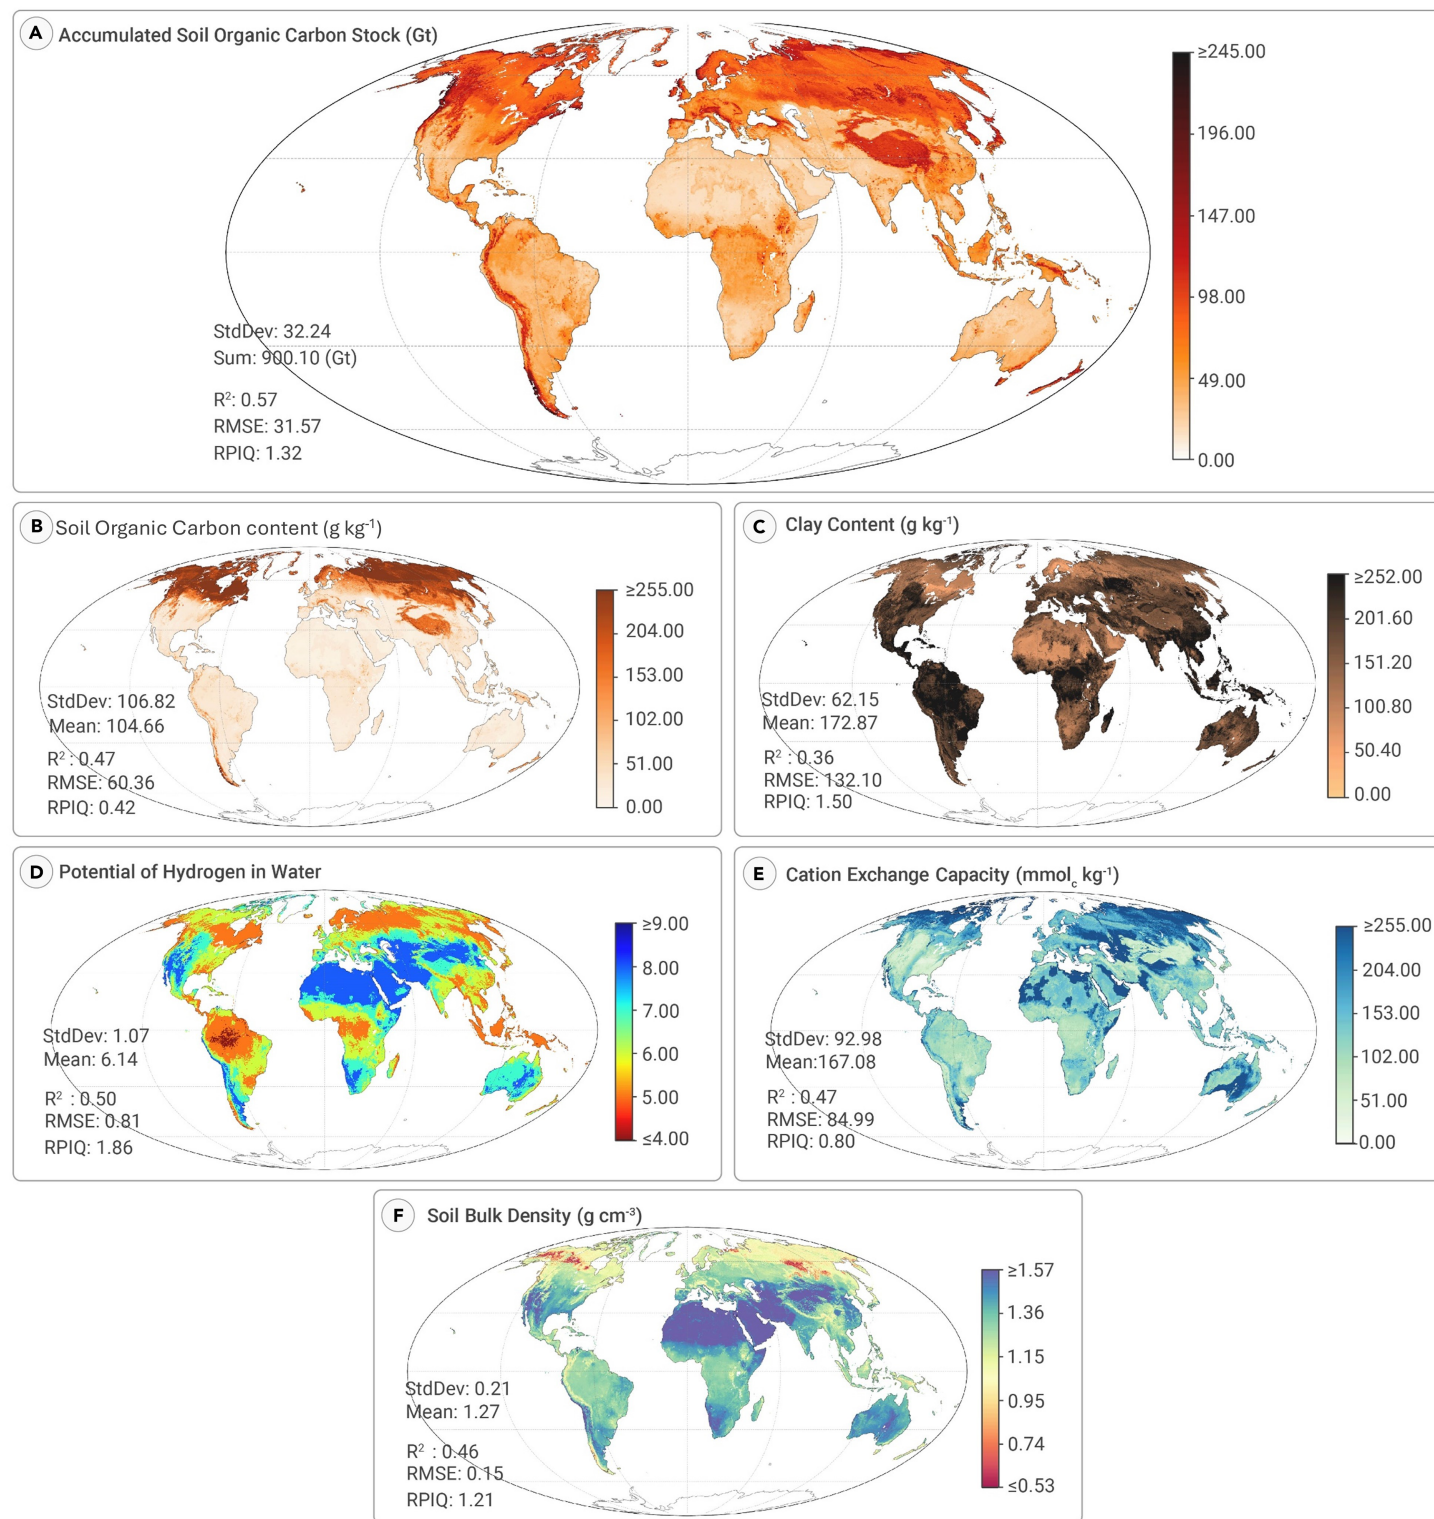 A Accumulated Soil Organic Carbon Stock (Gt)
≥245.00
196.00
147.00
98.00
49.00
0.00
StdDev: 32.24
Sum: 900.10 (Gt)
R²: 0.57
RMSE: 31.57
RPIQ: 1.32
B Soil Organic Carbon content (g kg⁻¹)
≥255.00
204.00
153.00
102.00
51.00
0.00
StdDev: 106.82
Mean: 104.66
R² : 0.47
RMSE: 60.36
RPIQ: 0.42
C Clay Content (g kg⁻¹)
≥252.00
201.60
151.20
100.80
50.40
0.00
StdDev: 62.15
Mean: 172.87
R² : 0.36
RMSE: 132.10
RPIQ: 1.50
D Potential of Hydrogen in Water
≥9.00
8.00
7.00
6.00
5.00
≤4.00
StdDev: 1.07
Mean: 6.14
R² : 0.50
RMSE: 0.81
RPIQ: 1.86
E Cation Exchange Capacity (mmol꜀ kg⁻¹)
≥255.00
204.00
153.00
102.00
51.00
0.00
StdDev: 92.98
Mean:167.08
R² : 0.47
RMSE: 84.99
RPIQ: 0.80
F Soil Bulk Density (g cm⁻³)
≥1.57
1.36
1.15
0.95
0.74
≤0.53
StdDev: 0.21
Mean: 1.27
R² : 0.46
RMSE: 0.15
RPIQ: 1.21